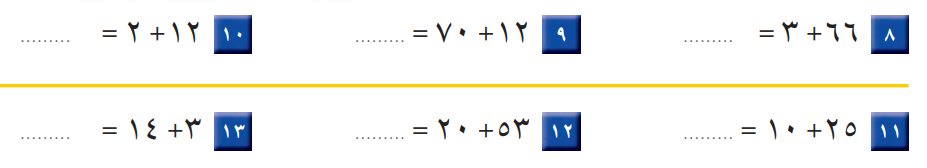 ٨ ٦٦ + ٣ = ......... ٩ ١٢ + ٧٠ = ......... ١٠ ١٢ + ٢ = .........
١١ ٢٥ + ١٠ = ......... ١٢ ٥٣ + ٢٠ = ......... ١٣ ٣ + ١٤ = .........